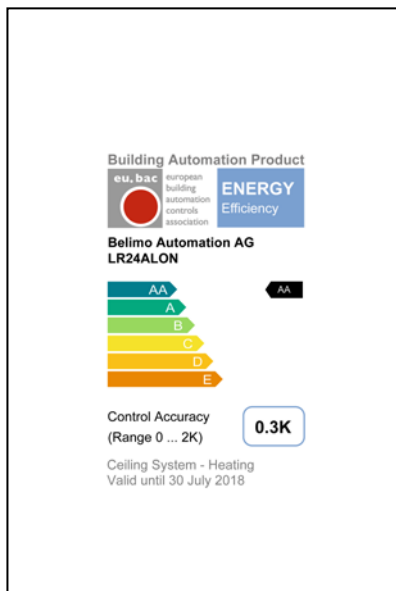 Building Automation Product
eu.bac
european
building
automation
controls
association
ENERGY
Efficiency
Belimo Automation AG
LR24ALON
AA
AA
A
B
C
D
E
Control Accuracy
(Range 0 ... 2K)
0.3K
Ceiling System - Heating
Valid until 30 July 2018